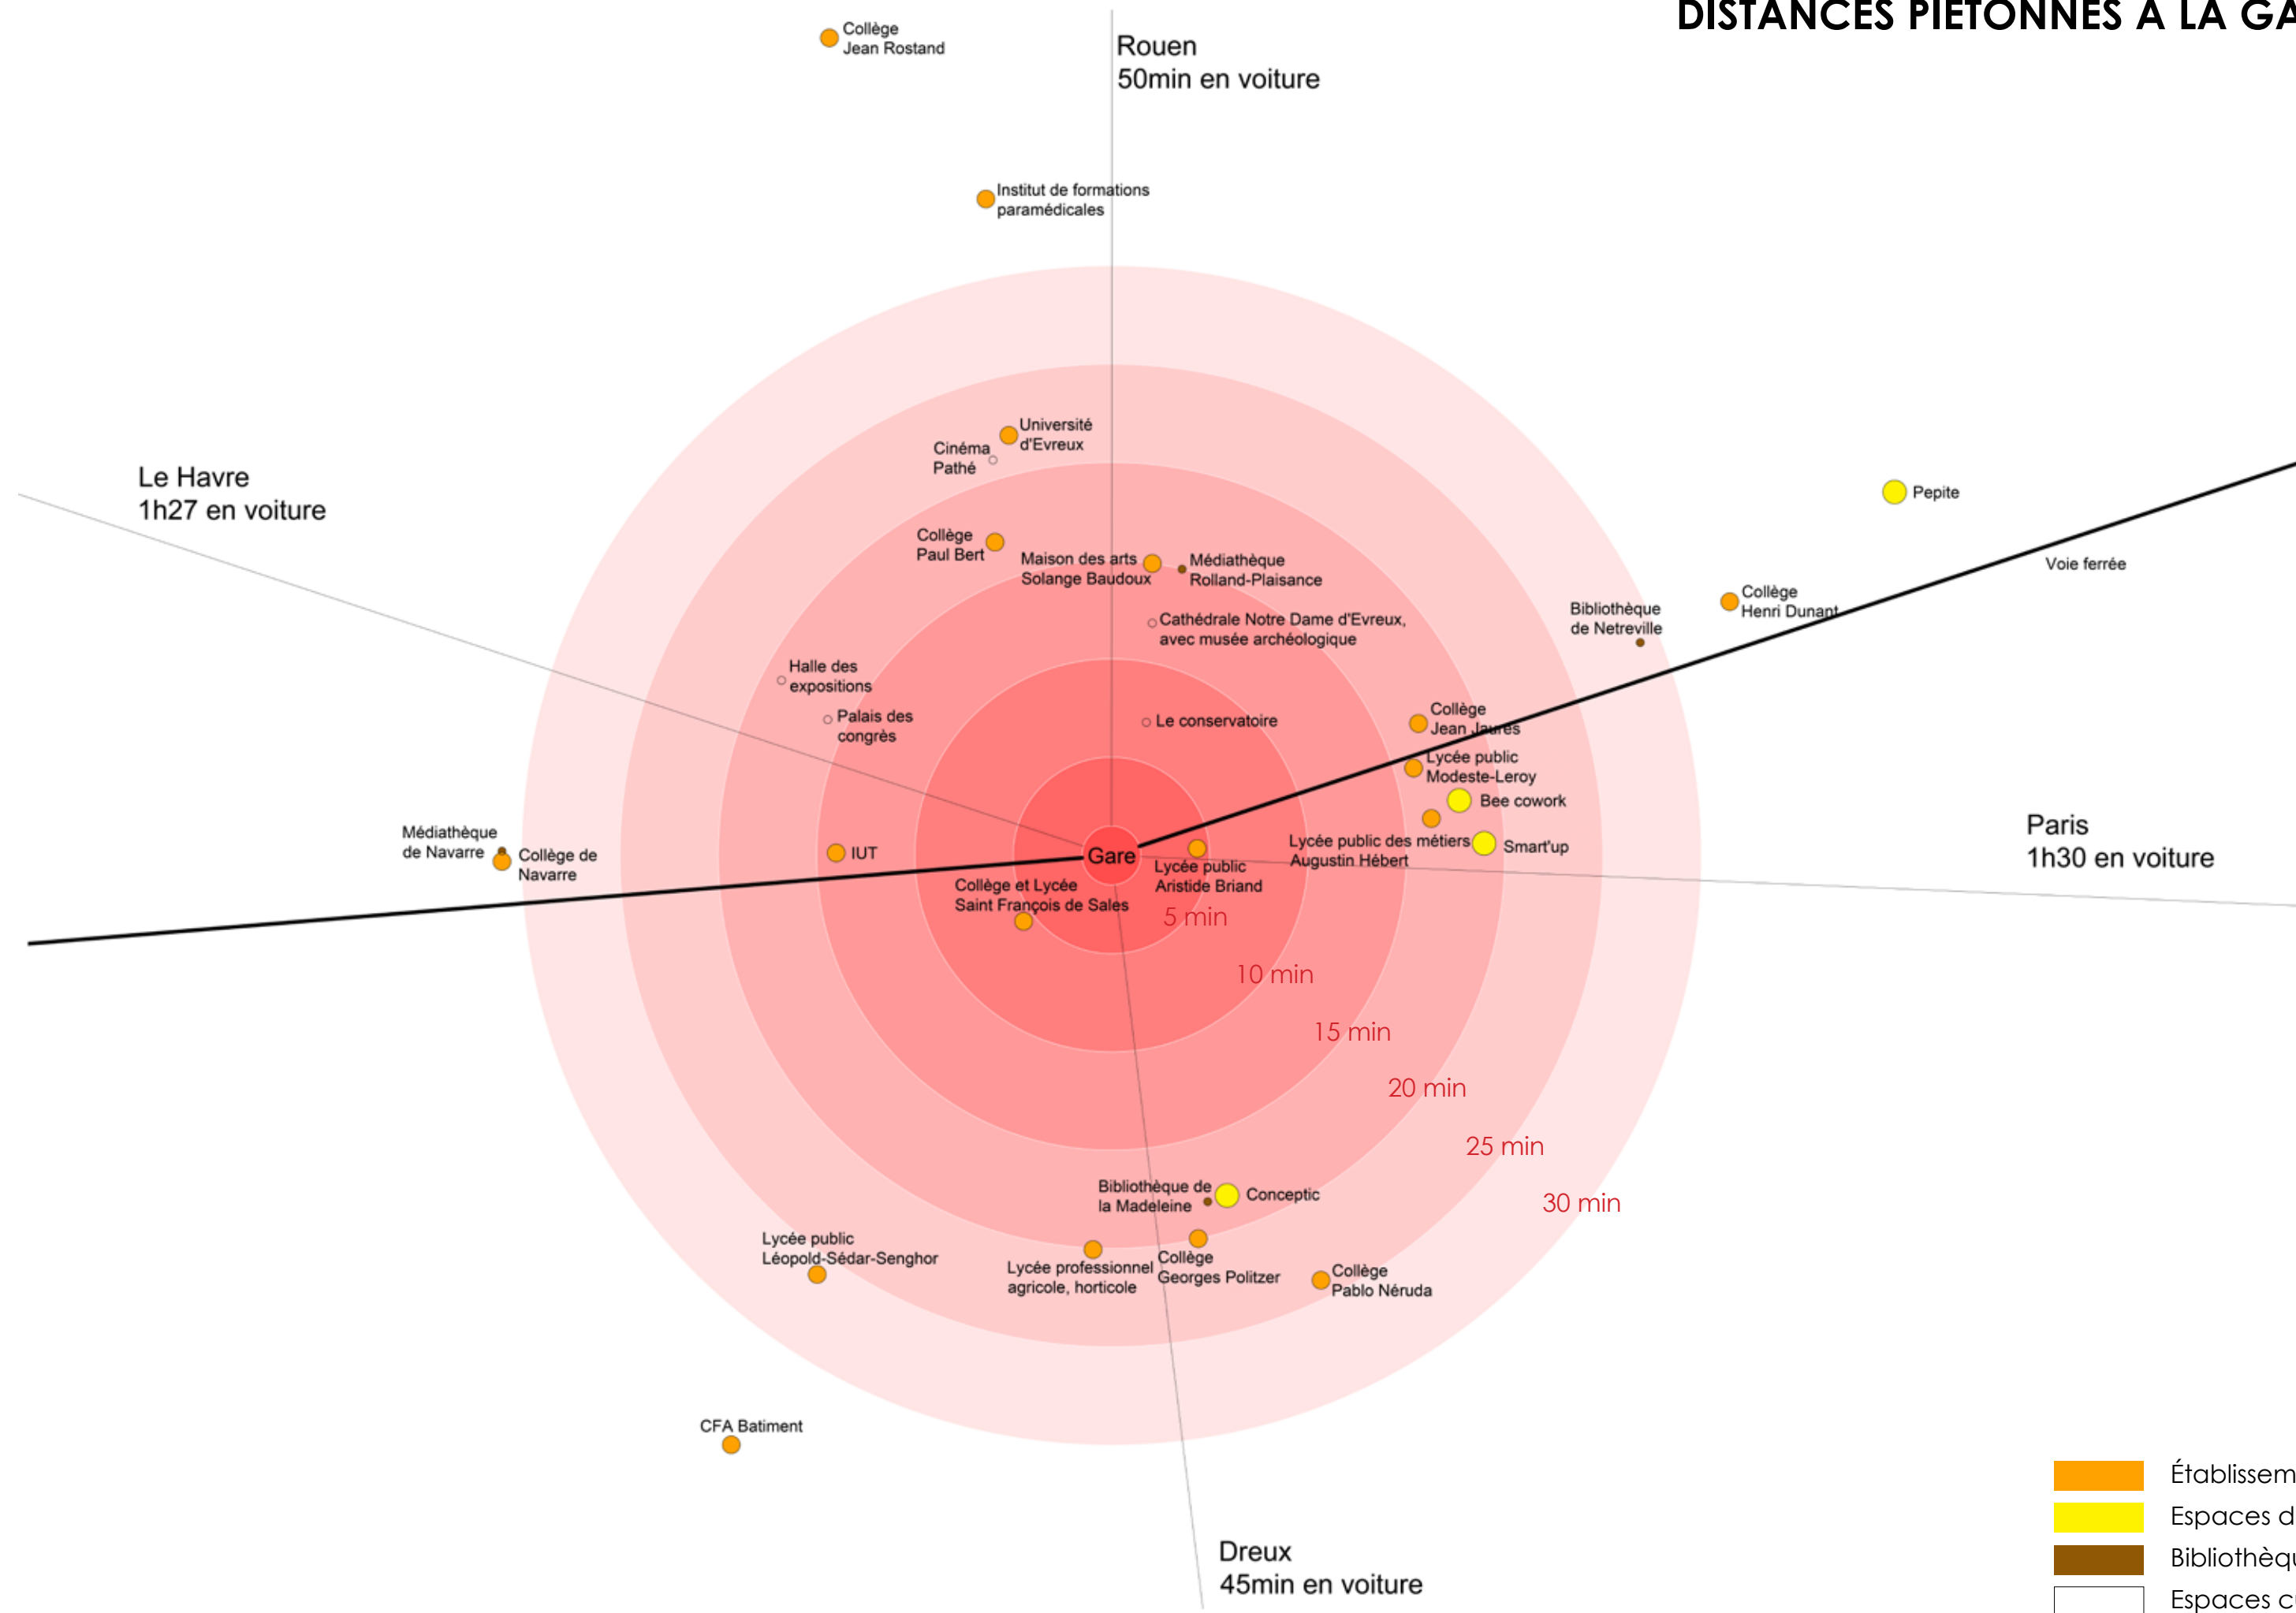 DISTANCES PIÉTONNES À LA
Collège
Jean Rostand
Rouen
50min en voiture
Institut de formations
paramédicales
Université
d'Evreux
Cinéma
Pathé
Le Havre
1h27 en voiture
Pepite
Collège
Paul Bert
Maison des arts
Solange Baudoux
Médiathèque
Rolland-Plaisance
Voie ferrée
Collège
Henri Dunant
Bibliothèque
de Netreville
Cathédrale Notre Dame d'Evreux,
avec musée archéologique
Halle des
expositions
Palais des
congrès
Le conservatoire
Collège
Jean Jaures
Lycée public
Modeste-Leroy
Bee cowork
Médiathèque
de Navarre
Collège de
Navarre
IUT
Gare
Lycée public des métiers
Augustin Hébert
Smart'up
Paris
1h30 en voiture
Lycée public
Aristide Briand
Collège et Lycée
Saint François de Sales
5 min
10 min
15 min
20 min
25 min
30 min
Bibliothèque de
la Madeleine
Conceptic
Lycée public
Léopold-Sédar-Senghor
Lycée professionnel
agricole, horticole
Collège
Georges Politzer
Collège
Pablo Néruda
CFA Batiment
Dreux
45min en voiture
Espaces